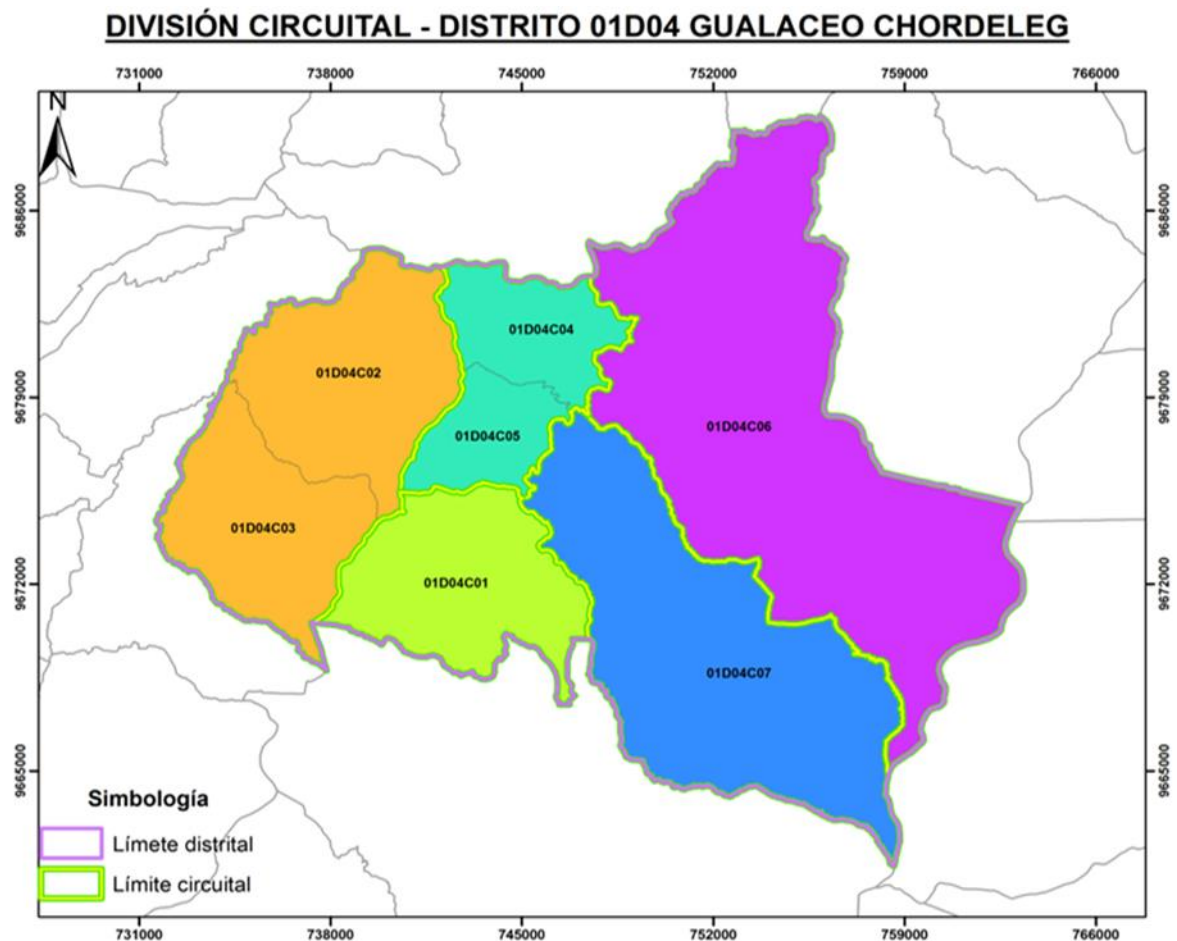 DIVISIÓN CIRCUITAL - DISTRITO 01D04 GUALACEO CHORDELEG
731000 738000 745000 752000 759000 766000
N
9686000 9686000
01D04C04
01D04C02
9679000 9679000
01D04C06
01D04C05
01D04C03
9672000 9672000
01D04C01
01D04C07
9665000 9665000
Simbología
Límete distrital
Límite circuital
731000 738000 745000 752000 759000 766000